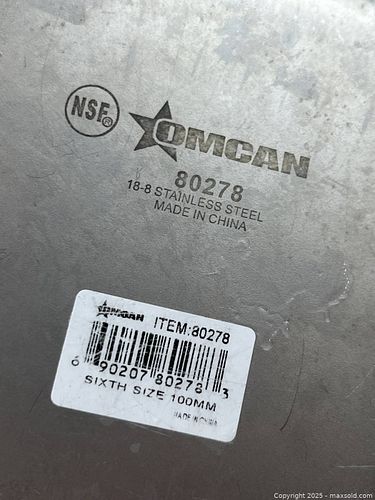 NSF®
OMCAN
80278
18-8 STAINLESS STEEL
MADE IN CHINA
OMCAN ITEM:80278
6 90207 80278 3
SIXTH SIZE 100MM
MADE IN CHINA
Copyright 2025 - maxsold.com